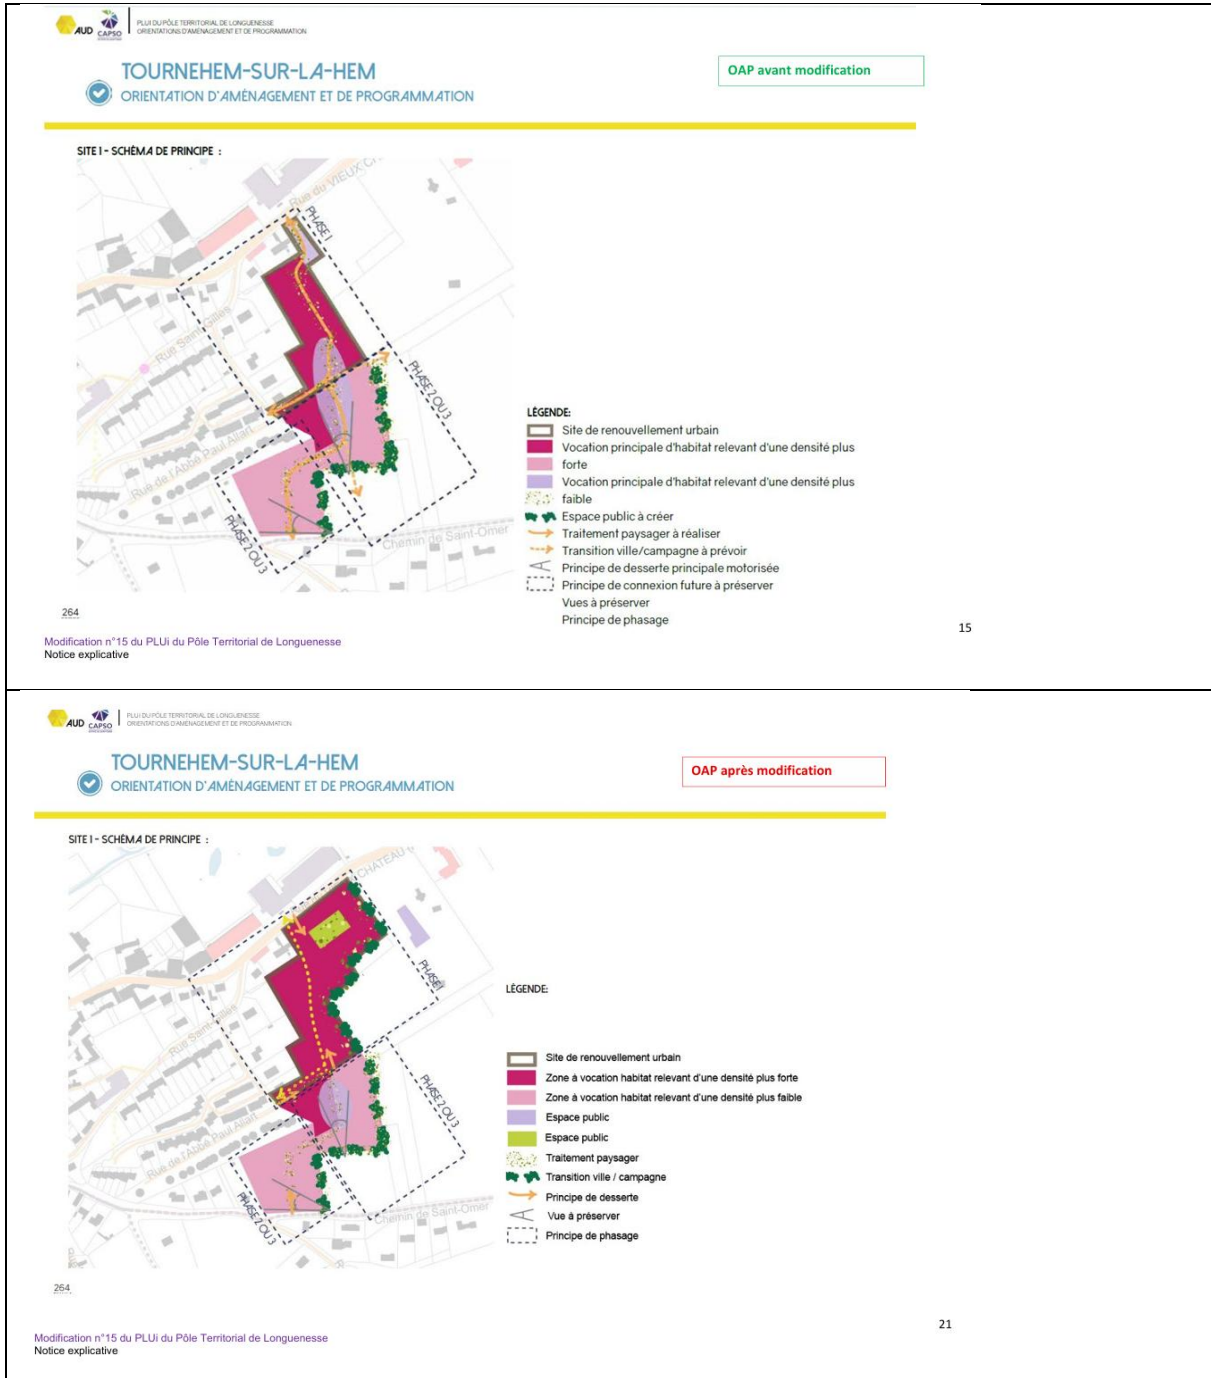 AUD
CAPSO
PLUI DU PÔLE TERRITORIAL DE LONGUENESSE
ORIENTATIONS D'AMÉNAGEMENT ET DE PROGRAMMATION
TOURNEHEM-SUR-LA-HEM
ORIENTATION D'AMÉNAGEMENT ET DE PROGRAMMATION
OAP avant modification
SITE 1 - SCHÉMA DE PRINCIPE :
Rue du VIEUX
PHASE 1
Rue Saint-Gilles
PHASE 2 OU 3
Rue de l'Abbé Paul Allart
PHASE 2 OU 3
Chemin de Saint-Omer
LÉGENDE:
Site de renouvellement urbain
Vocation principale d'habitat relevant d'une densité plus
forte
Vocation principale d'habitat relevant d'une densité plus
faible
Espace public à créer
Traitement paysager à réaliser
Transition ville/campagne à prévoir
Principe de desserte principale motorisée
Principe de connexion future à préserver
Vues à préserver
Principe de phasage
264
15
Modification n°15 du PLUi du Pôle Territorial de Longuenesse
Notice explicative
AUD
CAPSO
PLUI DU PÔLE TERRITORIAL DE LONGUENESSE
ORIENTATIONS D'AMÉNAGEMENT ET DE PROGRAMMATION
TOURNEHEM-SUR-LA-HEM
ORIENTATION D'AMÉNAGEMENT ET DE PROGRAMMATION
OAP après modification
SITE 1 - SCHÉMA DE PRINCIPE :
CHATEAU
PHASE 1
Rue Saint-Gilles
PHASE 2 OU 3
Rue de l'Abbé Paul Allart
PHASE 2 OU 3
Chemin de Saint-Omer
LÉGENDE:
Site de renouvellement urbain
Zone à vocation habitat relevant d'une densité plus forte
Zone à vocation habitat relevant d'une densité plus faible
Espace public
Espace public
Traitement paysager
Transition ville / campagne
Principe de desserte
Vue à préserver
Principe de phasage
264
21
Modification n°15 du PLUi du Pôle Territorial de Longuenesse
Notice explicative